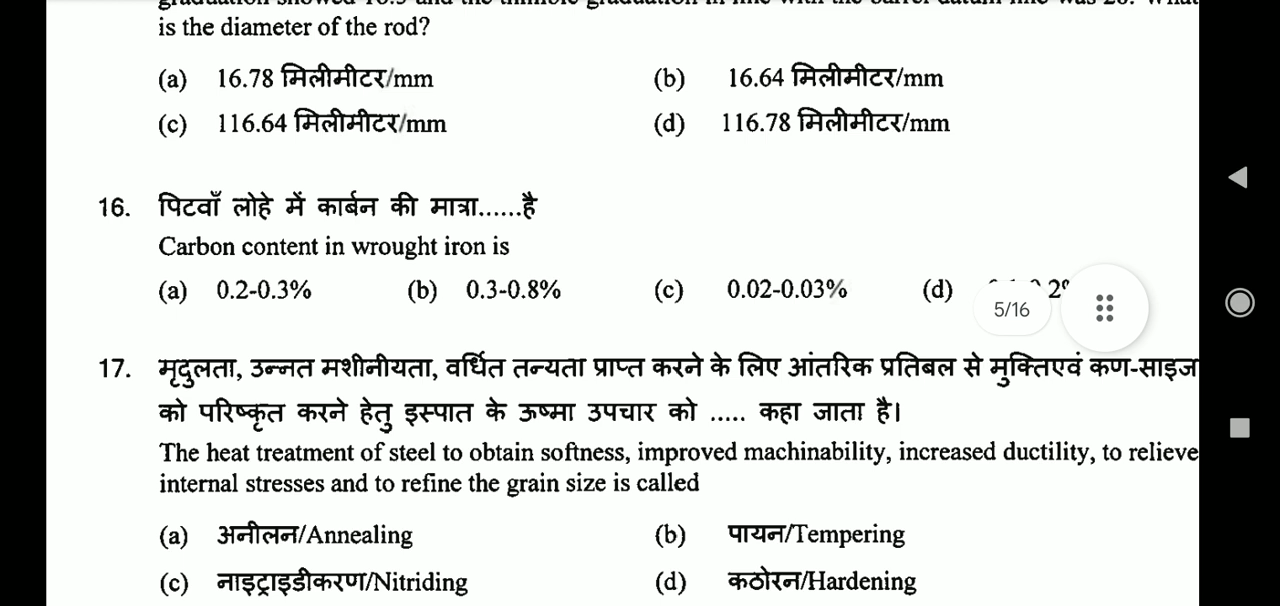 is the diameter of the rod?
(a) 16.78 मिलीमीटर/mm (b) 16.64 मिलीमीटर/mm
(c) 116.64 मिलीमीटर/mm (d) 116.78 मिलीमीटर/mm
16. पिटवाँ लोहे में कार्बन की मात्रा......है
Carbon content in wrought iron is
(a) 0.2-0.3% (b) 0.3-0.8% (c) 0.02-0.03% (d)
5/16
17. मृदुलता, उन्नत मशीनीयता, वर्धित तन्यता प्राप्त करने के लिए आंतरिक प्रतिबल से मुक्तिएवं कण-साइज
को परिष्कृत करने हेतु इस्पात के ऊष्मा उपचार को ..... कहा जाता है।
The heat treatment of steel to obtain softness, improved machinability, increased ductility, to relieve
internal stresses and to refine the grain size is called
(a) अनीलन/Annealing (b) पायन/Tempering
(c) नाइट्राइडीकरण/Nitriding (d) कठोरन/Hardening